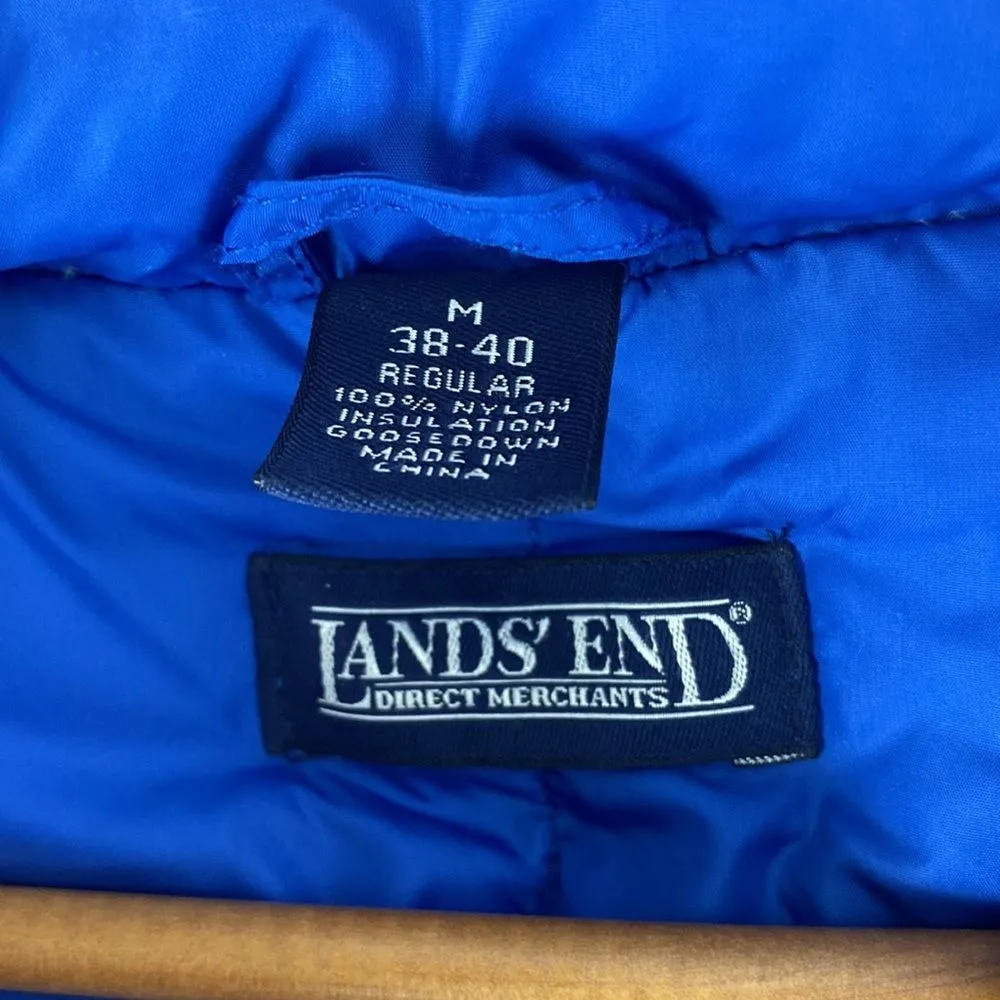 M
38-40
REGULAR
100% NYLON
INSULATION
GOOSEDOWN
MADE IN
CHINA
LANDS' END®
DIRECT MERCHANTS